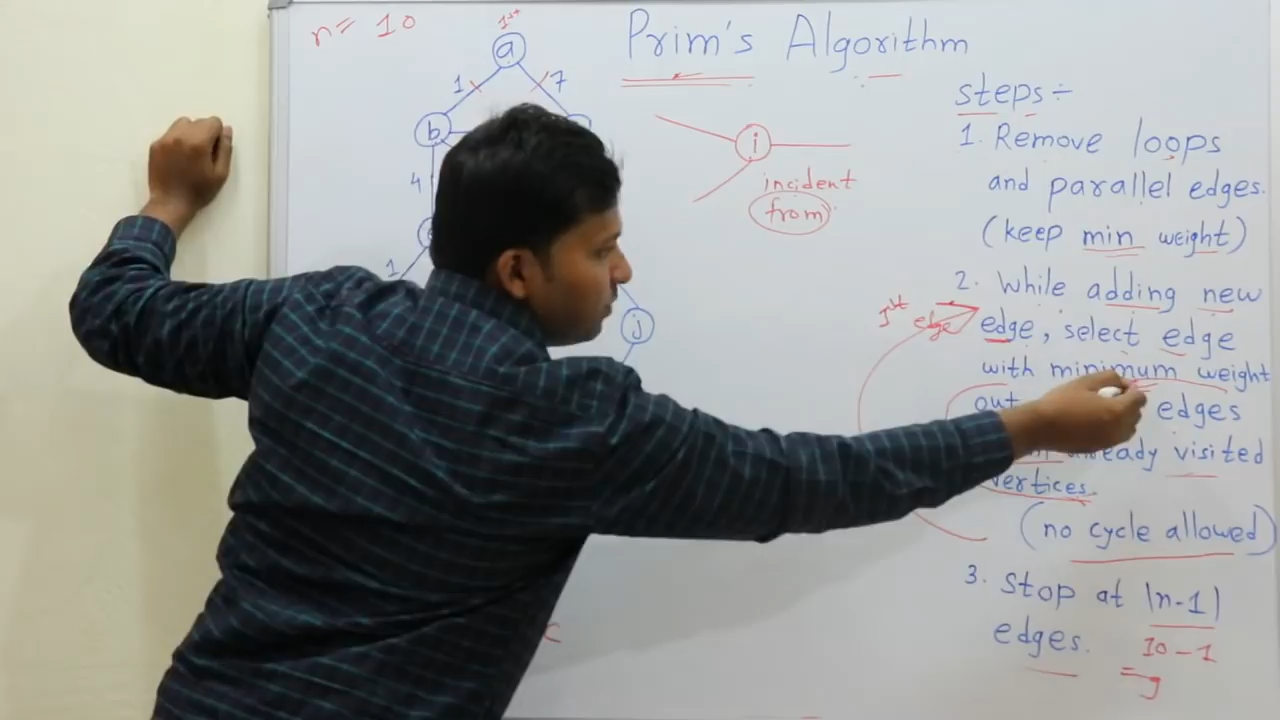 n = 10
1st
Prim's Algorithm
a
1
7
b
4
1
j
i
incident
from
steps ÷
1. Remove loops
and parallel edges.
(keep min weight)
2. While adding new
1st edge
edge, select edge
with minimum weight
out edges
already visited
vertices.
(no cycle allowed)
3. Stop at |n-1|
edges.
10 - 1